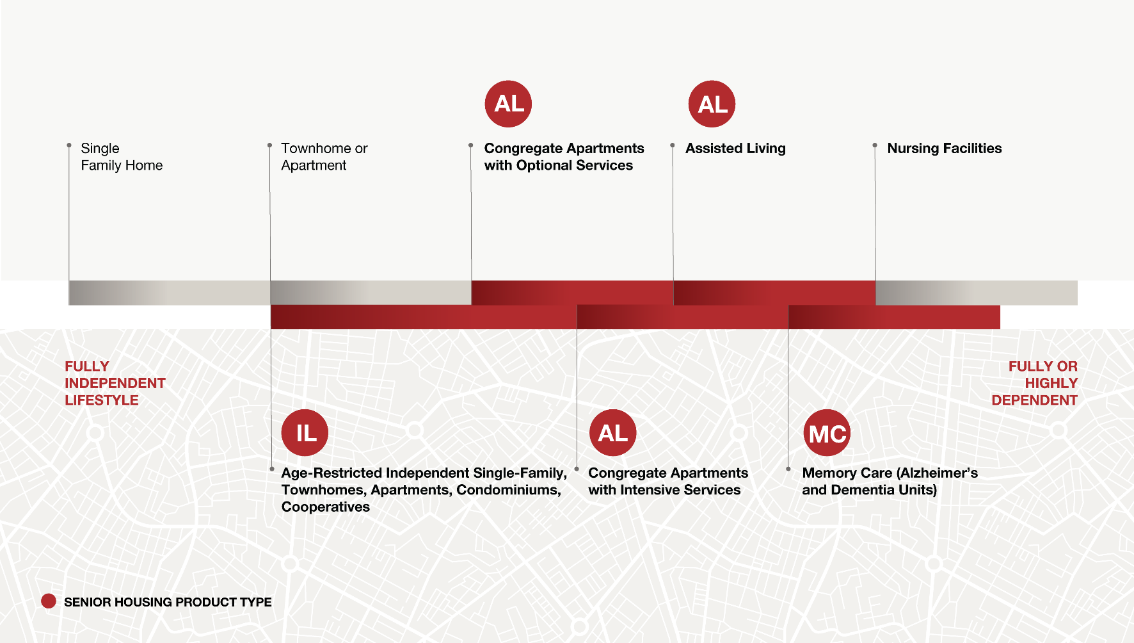 AL
AL
Single
Family Home
Townhome or
Apartment
Congregate Apartments
with Optional Services
Assisted Living
Nursing Facilities
FULLY
INDEPENDENT
LIFESTYLE
FULLY OR
HIGHLY
DEPENDENT
IL
Age-Restricted Independent Single-Family,
Townhomes, Apartments, Condominiums,
Cooperatives
AL
Congregate Apartments
with Intensive Services
MC
Memory Care (Alzheimer's
and Dementia Units)
SENIOR HOUSING PRODUCT TYPE